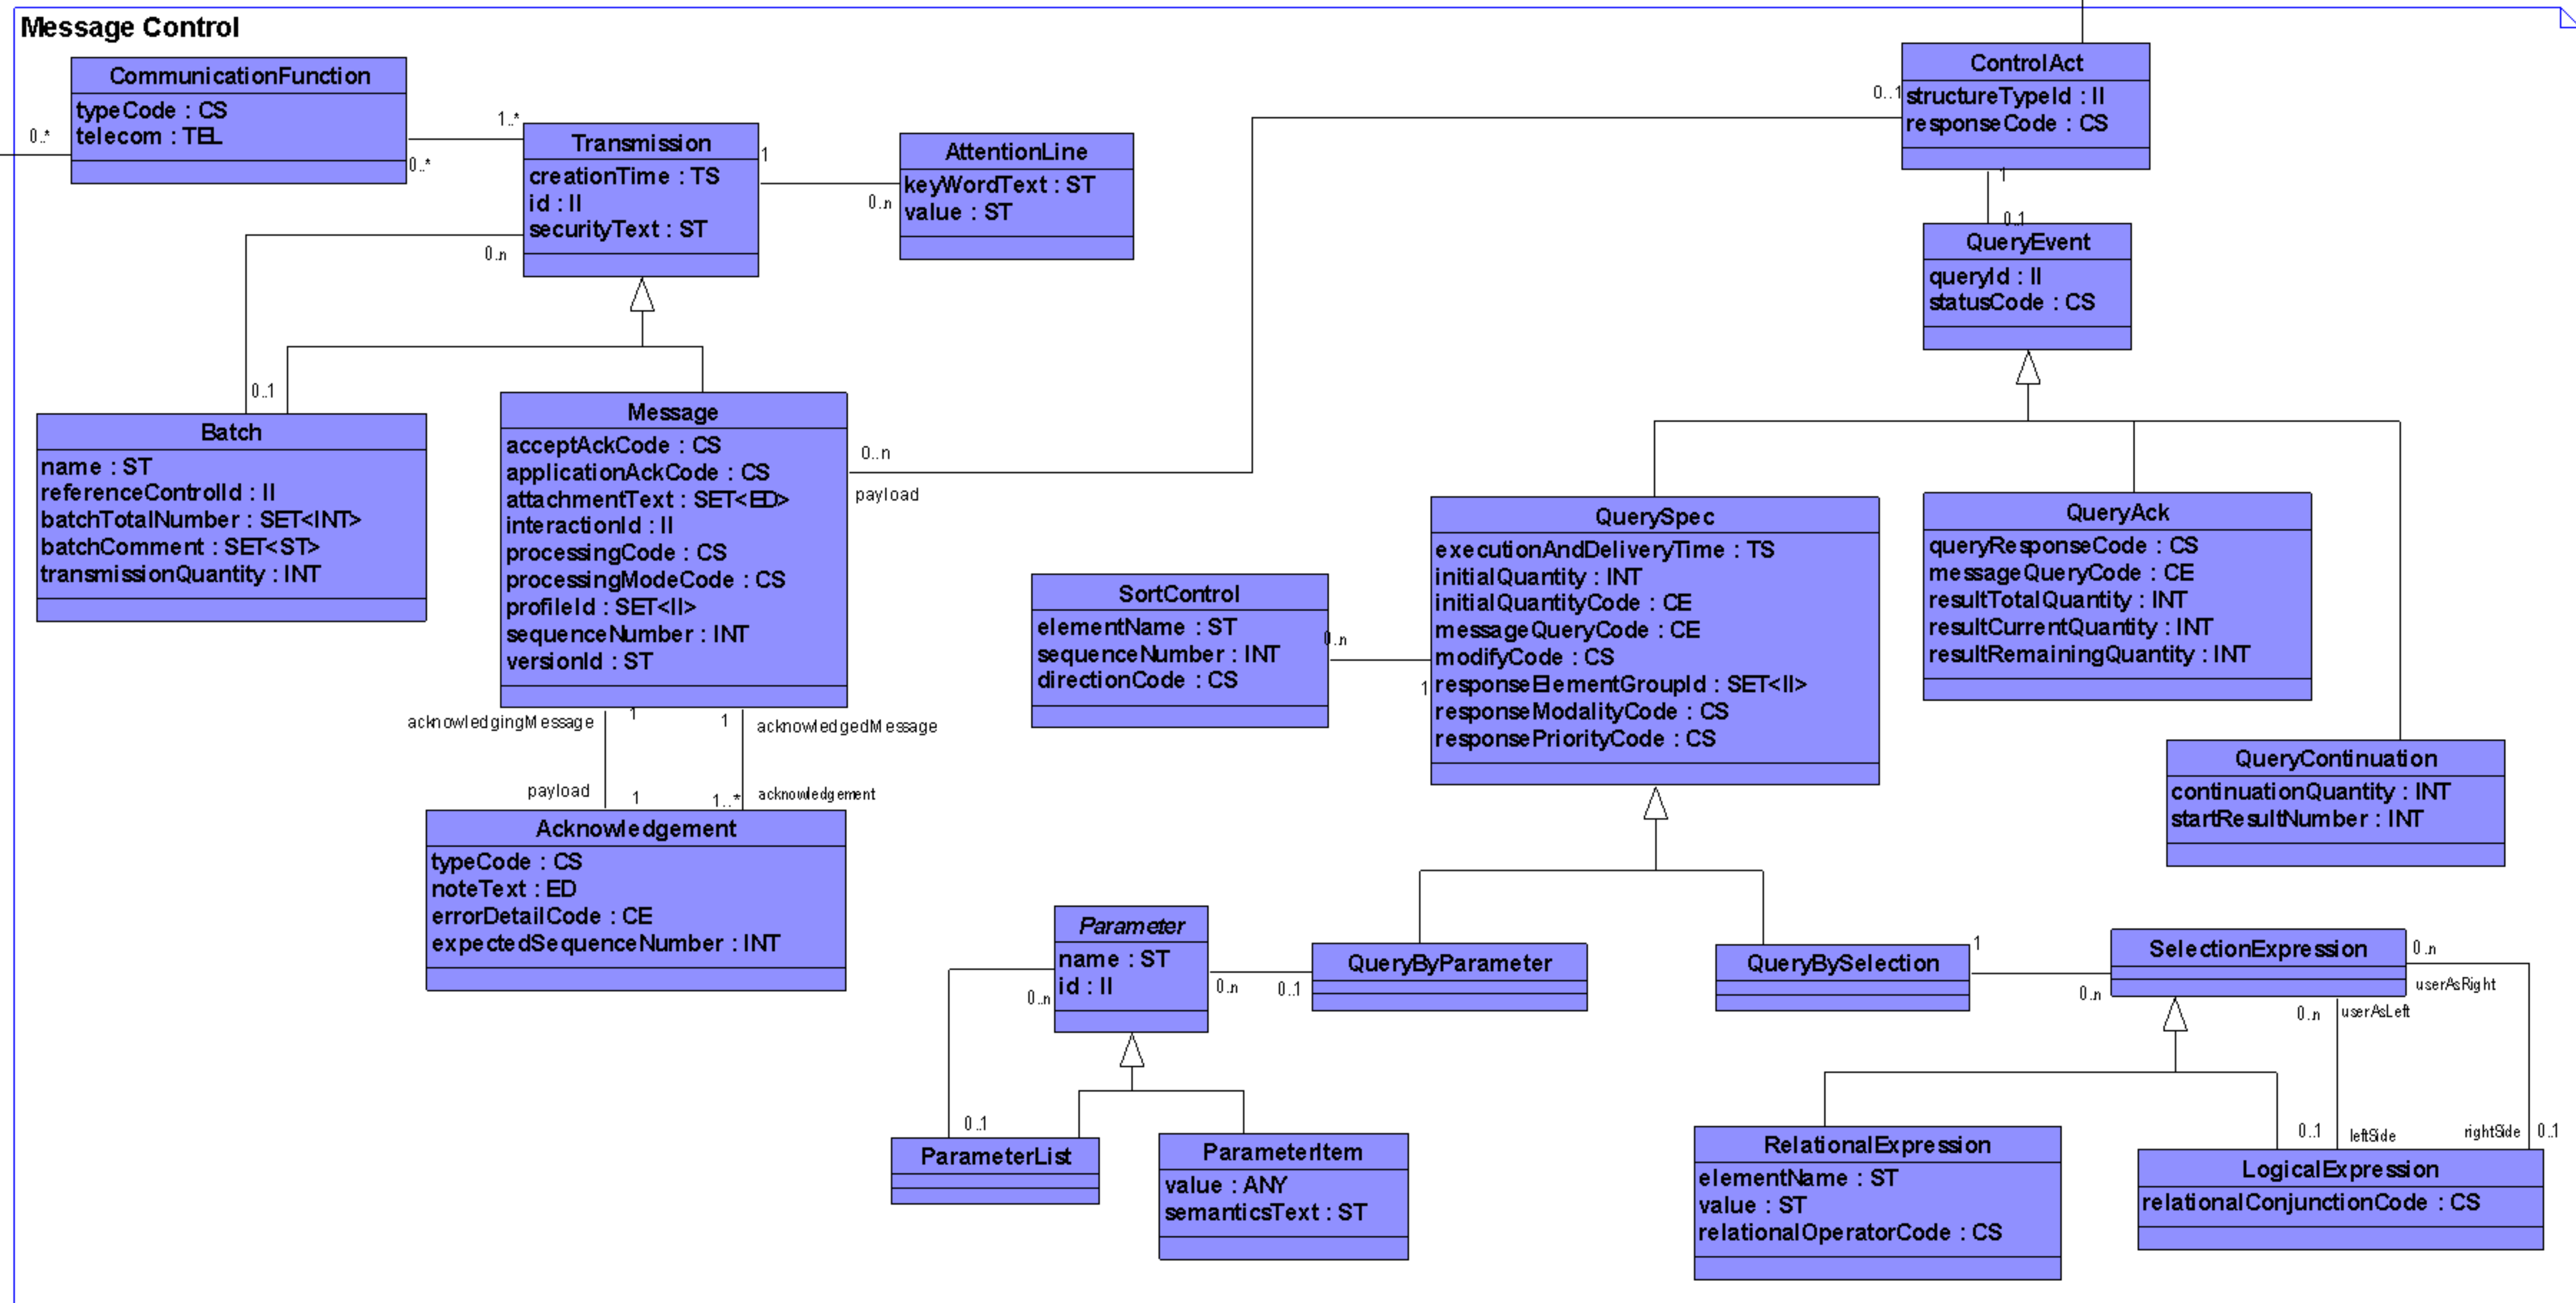 Message Control
CommunicationFunction
typeCode : CS
telecom : TEL
0..*
0..*
1..*
Transmission
creationTime : TS
id : II
securityText : ST
1
0..n
0..n
AttentionLine
keyWordText : ST
value : ST
ControlAct
structureTypeId : II
responseCode : CS
0..1
1
0..1
QueryEvent
queryId : II
statusCode : CS
0..1
Batch
name : ST
referenceControlId : II
batchTotalNumber : SET<INT>
batchComment : SET<ST>
transmissionQuantity : INT
Message
acceptAckCode : CS
applicationAckCode : CS
attachmentText : SET<ED>
interactionId : II
processingCode : CS
processingModeCode : CS
profileId : SET<II>
sequenceNumber : INT
versionId : ST
0..n
payload
acknowledgingMessage
1
1
acknowledgedMessage
payload
1
1..*
acknowledgement
Acknowledgement
typeCode : CS
noteText : ED
errorDetailCode : CE
expectedSequenceNumber : INT
SortControl
elementName : ST
sequenceNumber : INT
directionCode : CS
0..n
1
QuerySpec
executionAndDeliveryTime : TS
initialQuantity : INT
initialQuantityCode : CE
messageQueryCode : CE
modifyCode : CS
responseElementGroupId : SET<II>
responseModalityCode : CS
responsePriorityCode : CS
QueryAck
queryResponseCode : CS
messageQueryCode : CE
resultTotalQuantity : INT
resultCurrentQuantity : INT
resultRemainingQuantity : INT
QueryContinuation
continuationQuantity : INT
startResultNumber : INT
Parameter
name : ST
id : II
0..n
0..n
0..1
QueryByParameter
QueryBySelection
1
0..n
SelectionExpression
0..n
userAsRight
0..n
userAsLeft
0..1
ParameterList
ParameterItem
value : ANY
semanticsText : ST
RelationalExpression
elementName : ST
value : ST
relationalOperatorCode : CS
0..1
leftSide
rightSide
0..1
LogicalExpression
relationalConjunctionCode : CS